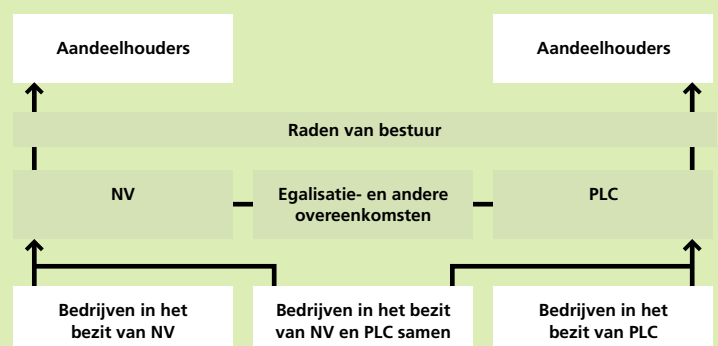 Aandeelhouders
Aandeelhouders
Raden van bestuur
NV
Egalisatie- en andere
overeenkomsten
PLC
Bedrijven in het
bezit van NV
Bedrijven in het bezit
van NV en PLC samen
Bedrijven in het
bezit van PLC